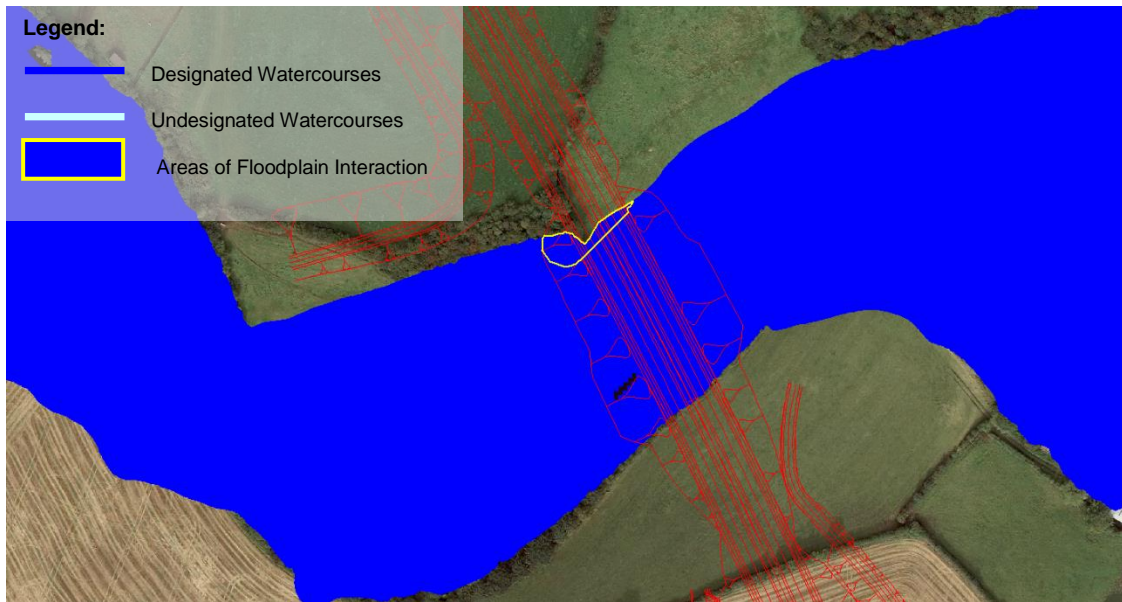 Legend:
Designated Watercourses
Undesignated Watercourses
Areas of Floodplain Interaction